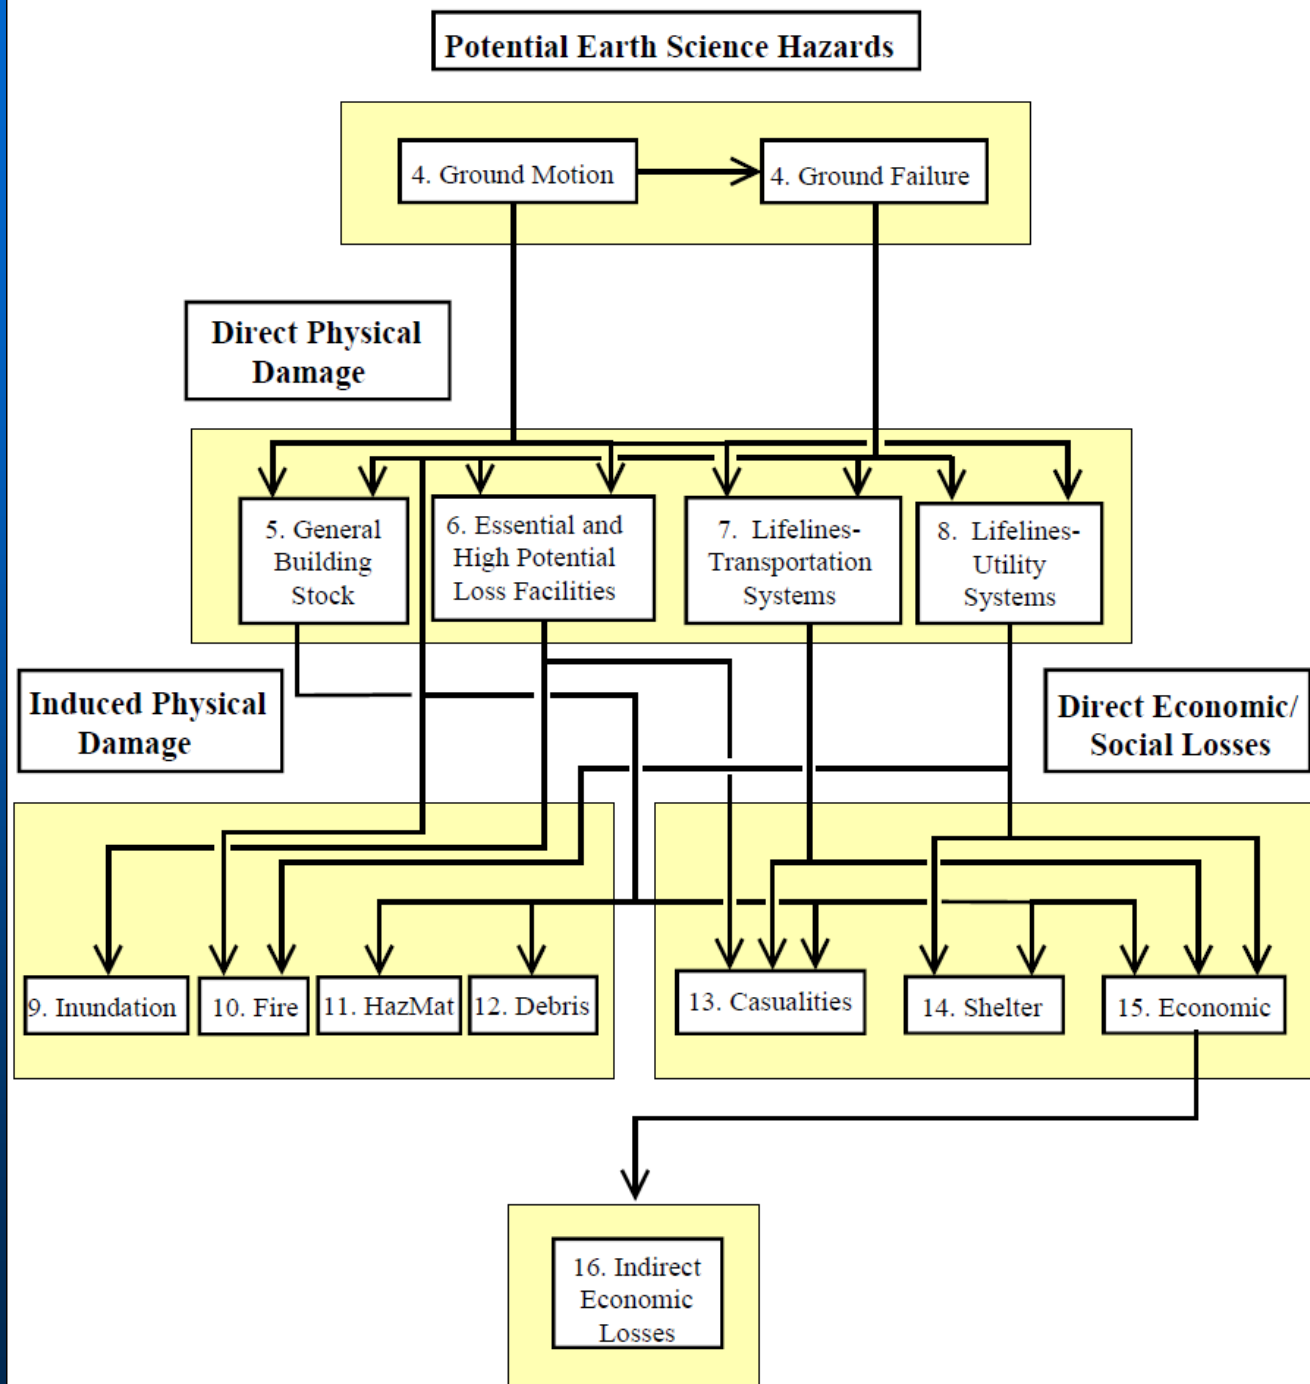 Potential Earth Science Hazards
4. Ground Motion
4. Ground Failure
Direct Physical
Damage
5. General
Building
Stock
6. Essential and
High Potential
Loss Facilities
7. Lifelines-
Transportation
Systems
8. Lifelines-
Utility
Systems
Induced Physical
Damage
Direct Economic/
Social Losses
9. Inundation
10. Fire
11. HazMat
12. Debris
13. Casualities
14. Shelter
15. Economic
16. Indirect
Economic
Losses